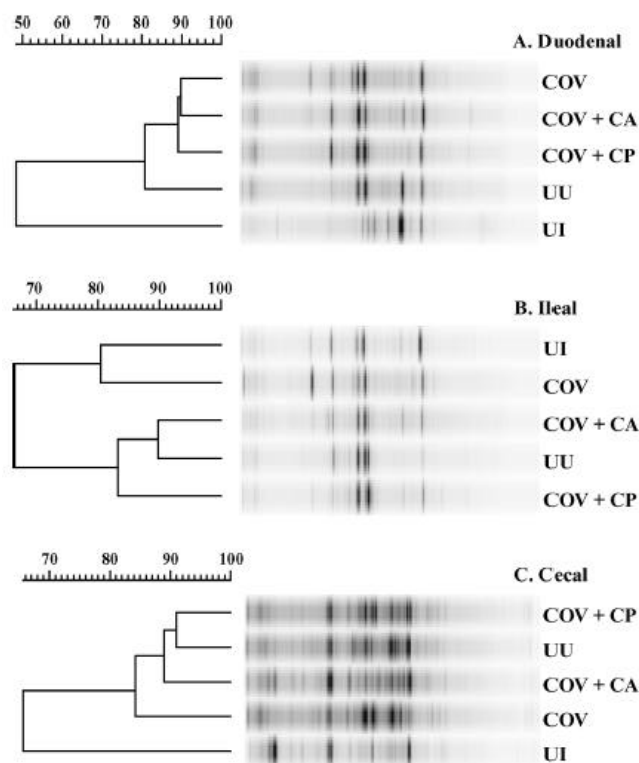 50 60 70 80 90 100
A. Duodenal
COV
COV + CA
COV + CP
UU
UI
70 80 90 100
B. Ileal
UI
COV
COV + CA
UU
COV + CP
70 80 90 100
C. Cecal
COV + CP
UU
COV + CA
COV
UI